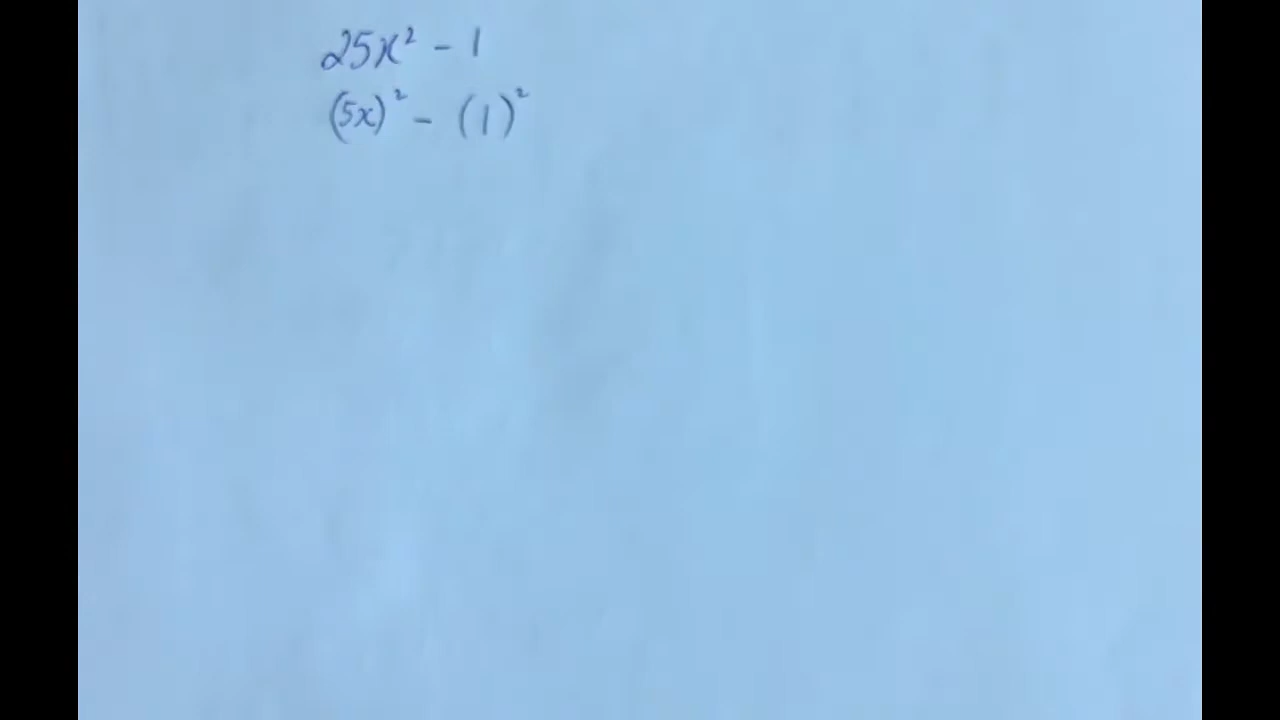 25x² - 1
(5x)² - (1)²